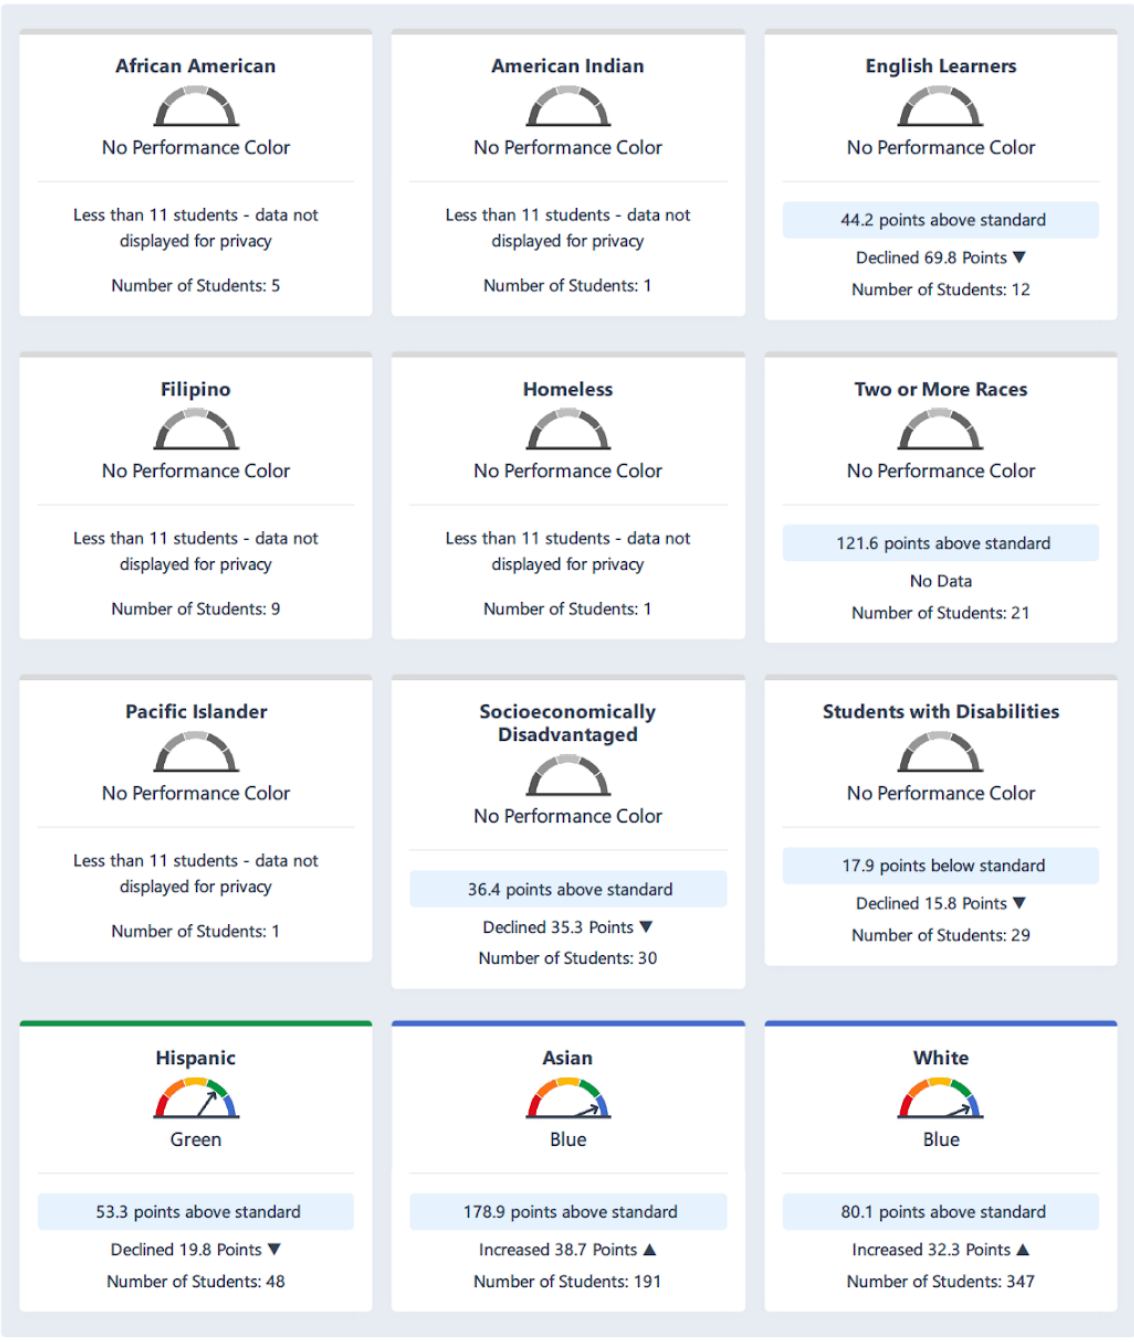 African American
No Performance Color
Less than 11 students - data not
displayed for privacy
Number of Students: 5
American Indian
No Performance Color
Less than 11 students - data not
displayed for privacy
Number of Students: 1
English Learners
No Performance Color
44.2 points above standard
Declined 69.8 Points ▼
Number of Students: 12
Filipino
No Performance Color
Less than 11 students - data not
displayed for privacy
Number of Students: 9
Homeless
No Performance Color
Less than 11 students - data not
displayed for privacy
Number of Students: 1
Two or More Races
No Performance Color
121.6 points above standard
No Data
Number of Students: 21
Pacific Islander
No Performance Color
Less than 11 students - data not
displayed for privacy
Number of Students: 1
Socioeconomically
Disadvantaged
No Performance Color
36.4 points above standard
Declined 35.3 Points ▼
Number of Students: 30
Students with Disabilities
No Performance Color
17.9 points below standard
Declined 15.8 Points ▼
Number of Students: 29
Hispanic
Green
53.3 points above standard
Declined 19.8 Points ▼
Number of Students: 48
Asian
Blue
178.9 points above standard
Increased 38.7 Points ▲
Number of Students: 191
White
Blue
80.1 points above standard
Increased 32.3 Points ▲
Number of Students: 347